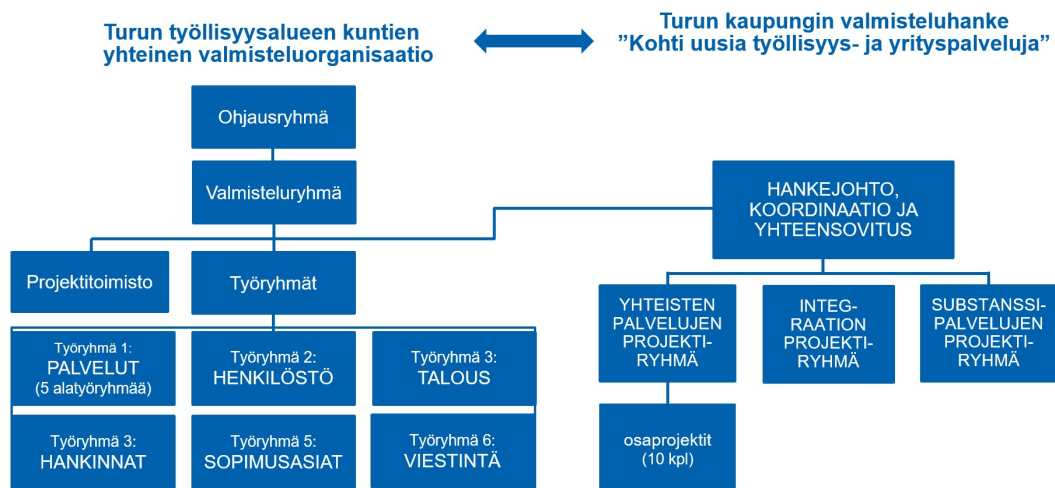 Turun työllisyysalueen kuntien
yhteinen valmisteluorganisaatio
Turun kaupungin valmisteluhanke
”Kohti uusia työllisyys- ja yrityspalveluja”
Ohjausryhmä
Valmisteluryhmä
Projektitoimisto
Työryhmät
Työryhmä 1:
PALVELUT
(5 alatyöryhmää)
Työryhmä 2:
HENKILÖSTÖ
Työryhmä 3:
TALOUS
Työryhmä 3:
HANKINNAT
Työryhmä 5:
SOPIMUSASIAT
Työryhmä 6:
VIESTINTÄ
HANKEJOHTO,
KOORDINAATIO JA
YHTEENSOVITUS
YHTEISTEN
PALVELUJEN
PROJEKTI-
RYHMÄ
INTEG-
RAATION
PROJEKTI-
RYHMÄ
SUBSTANSSI-
PALVELUJEN
PROJEKTI-
RYHMÄ
osaprojektit
(10 kpl)